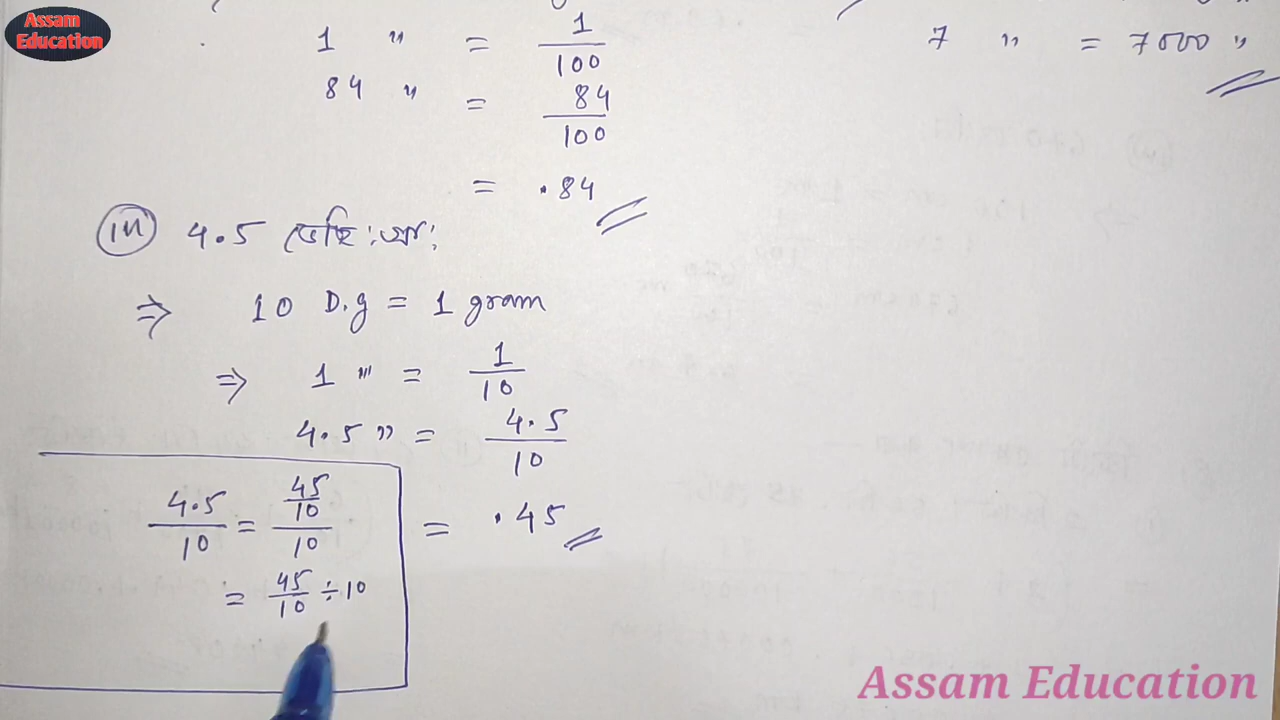 Assam
Education
1 " = 1/100
84 " = 84/100
= .84
7 " = 7000 "
(iii) 4.5 ডেচি:গ্ৰা:
⇒ 10 D.g = 1 gram
⇒ 1 " = 1/10
4.5 " = 4.5/10
= .45
4.5/10 = 45/10/10
= 45/10 ÷ 10
Assam Education